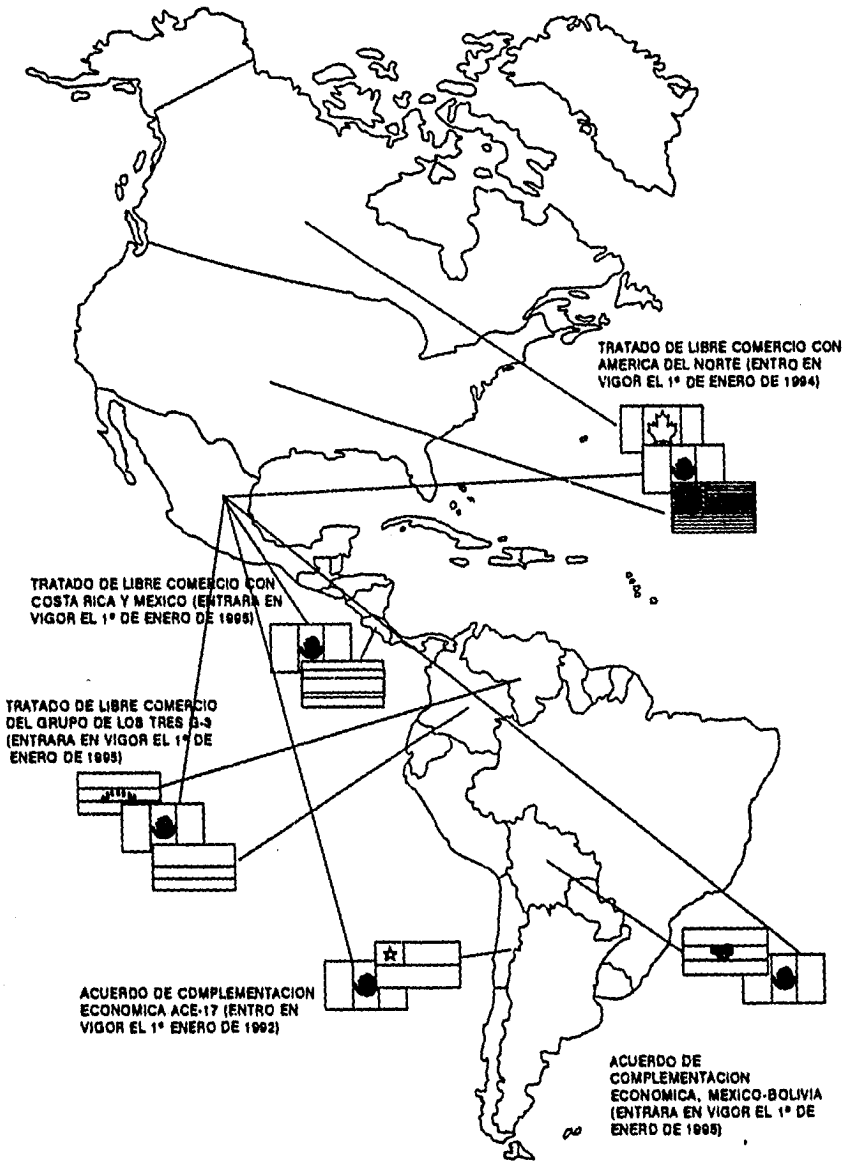 TRATADO DE LIBRE COMERCIO CON
AMERICA DEL NORTE (ENTRO EN
VIGOR EL 1º DE ENERO DE 1994)
TRATADO DE LIBRE COMERCIO CON
COSTA RICA Y MEXICO (ENTRARA EN
VIGOR EL 1º DE ENERO DE 1995)
TRATADO DE LIBRE COMERCIO
DEL GRUPO DE LOS TRES G-3
(ENTRARA EN VIGOR EL 1º DE
ENERO DE 1995)
ACUERDO DE COMPLEMENTACION
ECONOMICA ACE-17 (ENTRO EN
VIGOR EL 1º ENERO DE 1992)
ACUERDO DE
COMPLEMENTACION
ECONOMICA, MEXICO-BOLIVIA
(ENTRARA EN VIGOR EL 1º DE
ENERO DE 1995)